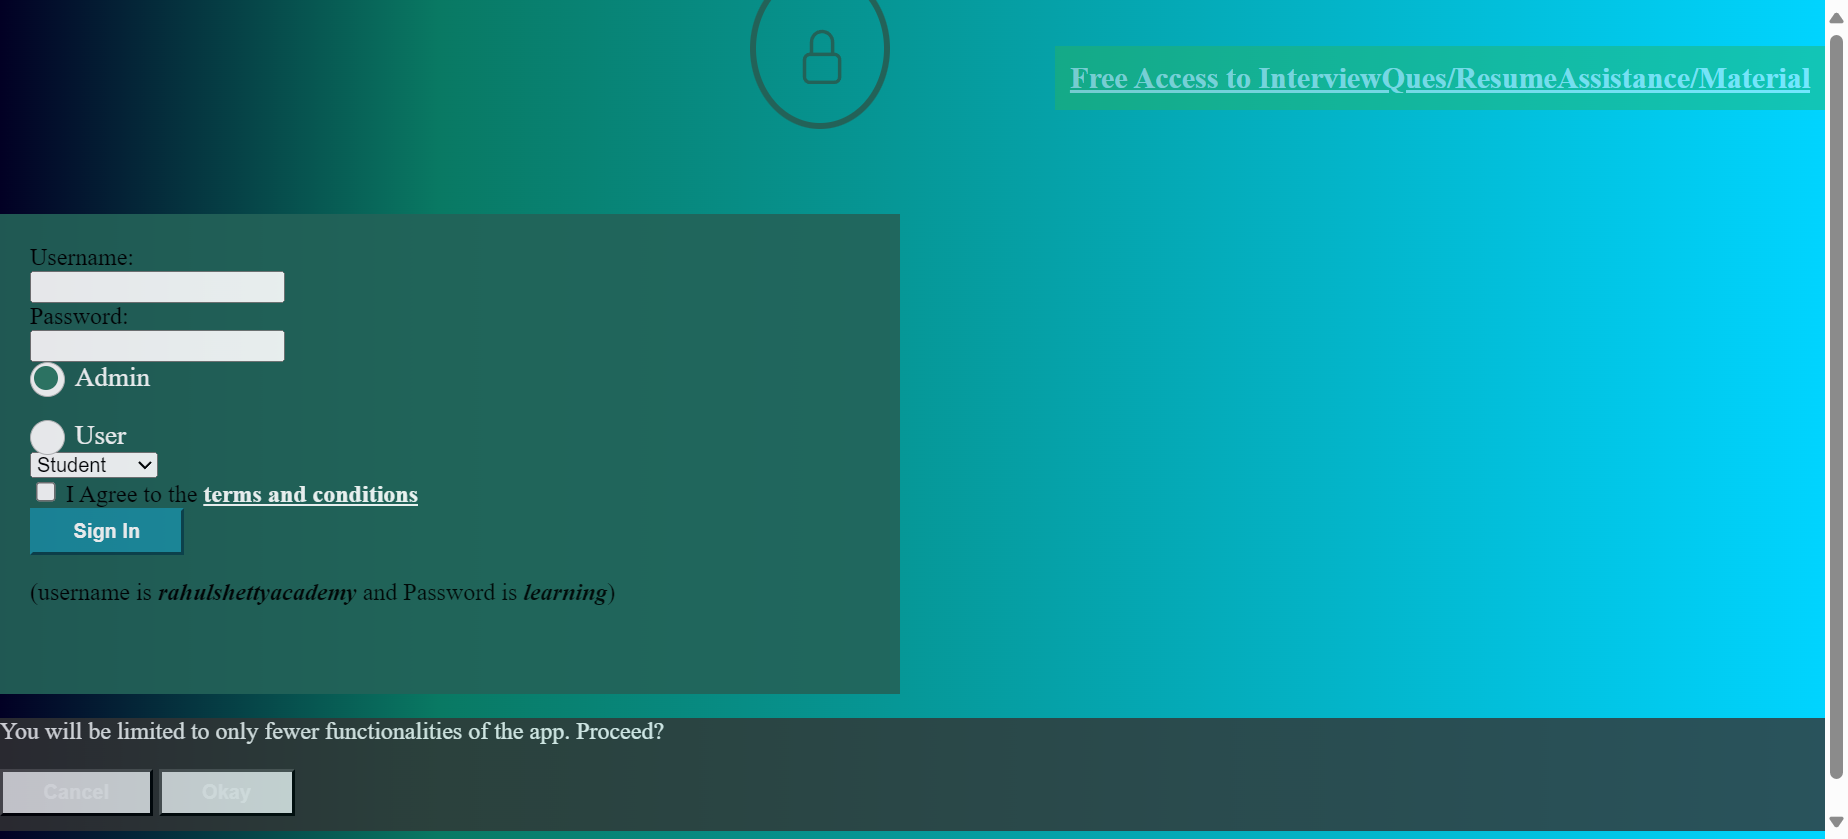 Free Access to InterviewQues/ResumeAssistance/Material
Username:
Password:
Admin
User
Student
I Agree to the terms and conditions
Sign In
(username is rahulshettyacademy and Password is learning)
You will be limited to only fewer functionalities of the app. Proceed?
Cancel Okay